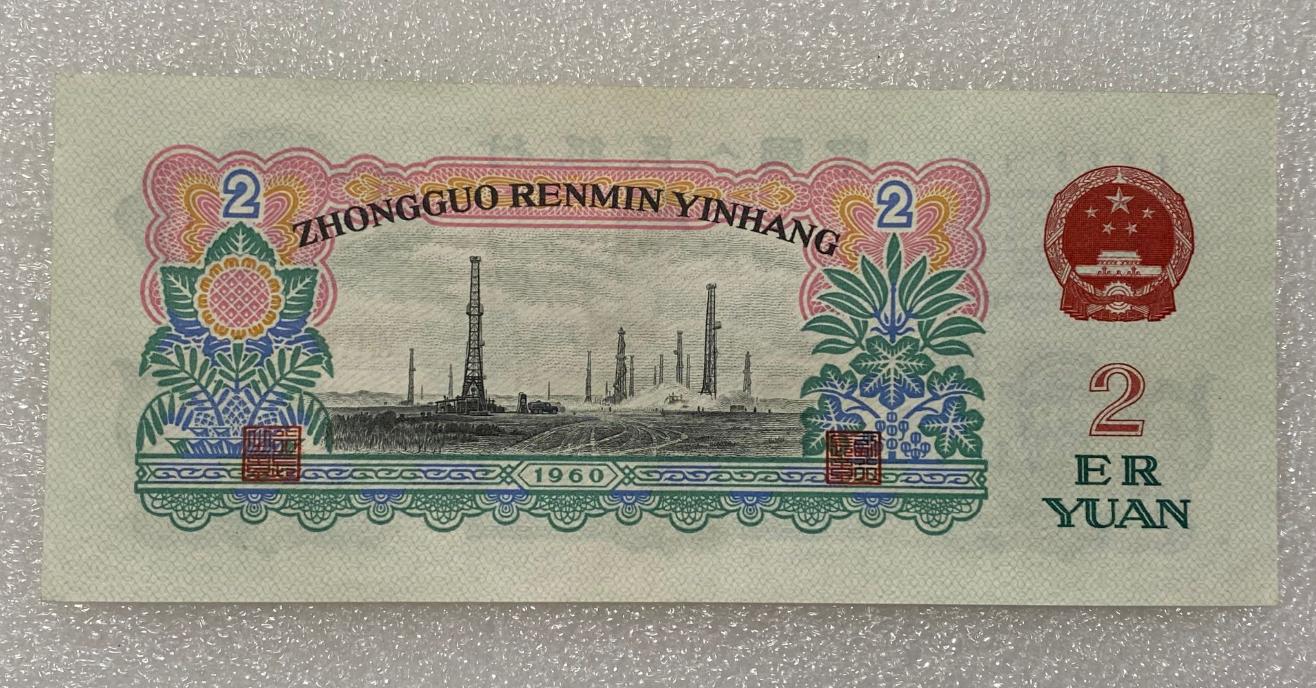 2
2
ZHONGGUO RENMIN YINHANG
1960
2
ER
YUAN